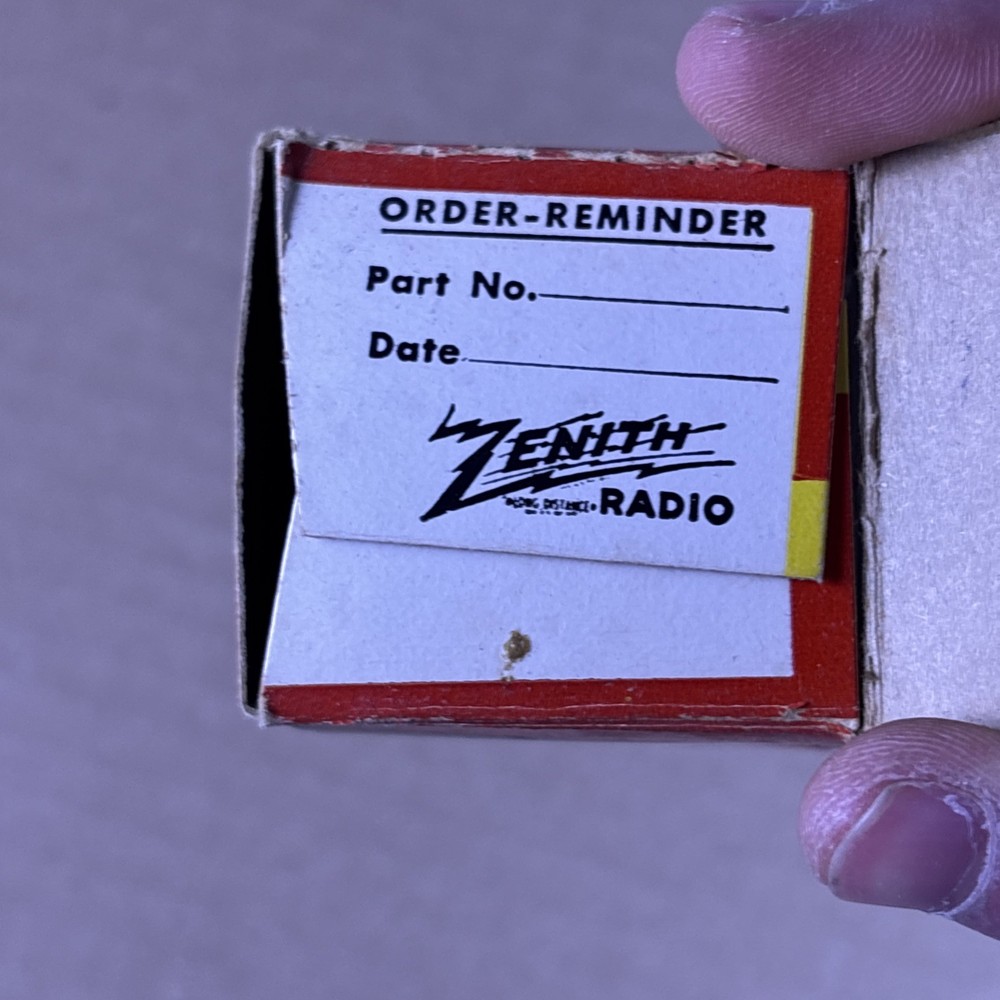 ORDER-REMINDER
Part No.
Date
ZENITH
LONG DISTANCE RADIO